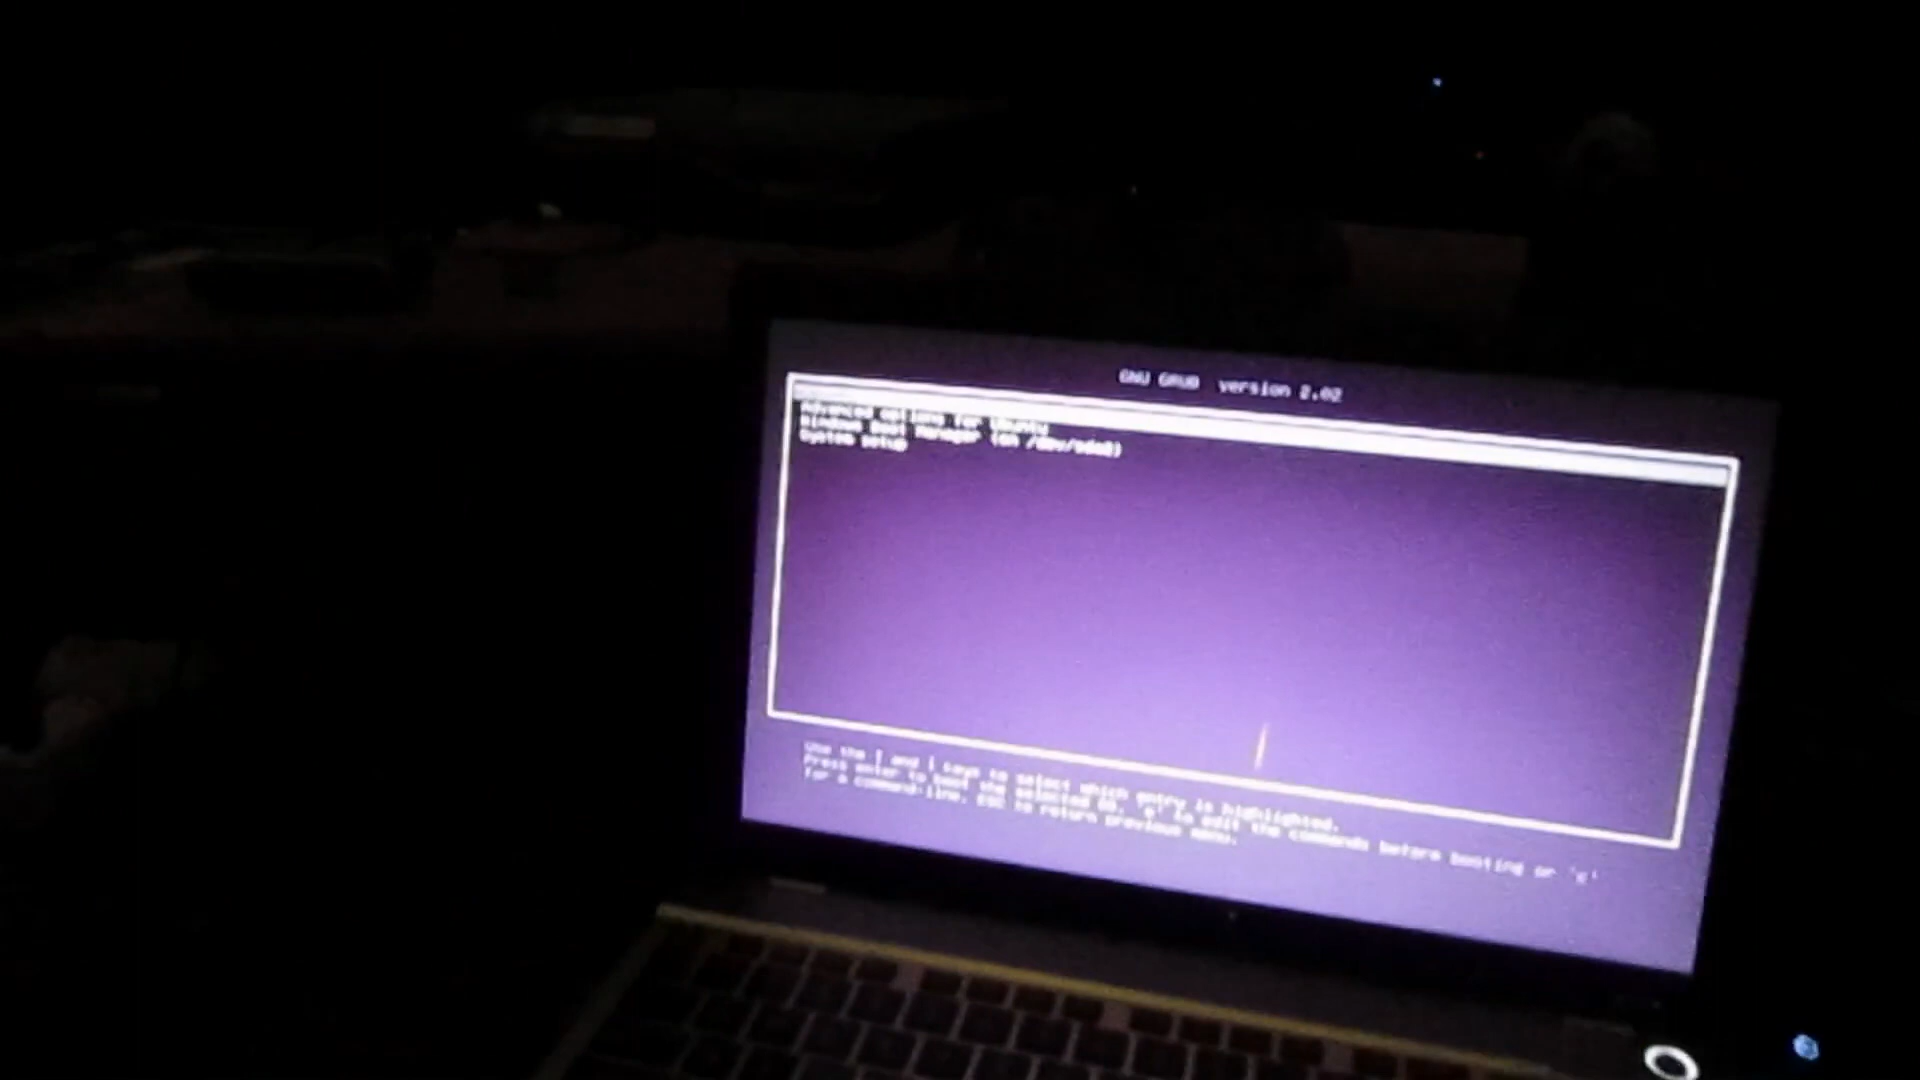 GNU GRUB version 2.02
Advanced options for Ubuntu
Windows Boot Manager (on /dev/sda2)
System setup
Use the ↑ and ↓ keys to select which entry is highlighted.
Press enter to boot the selected OS, 'e' to edit the commands before booting or 'c'
for a command-line. ESC to return previous menu.